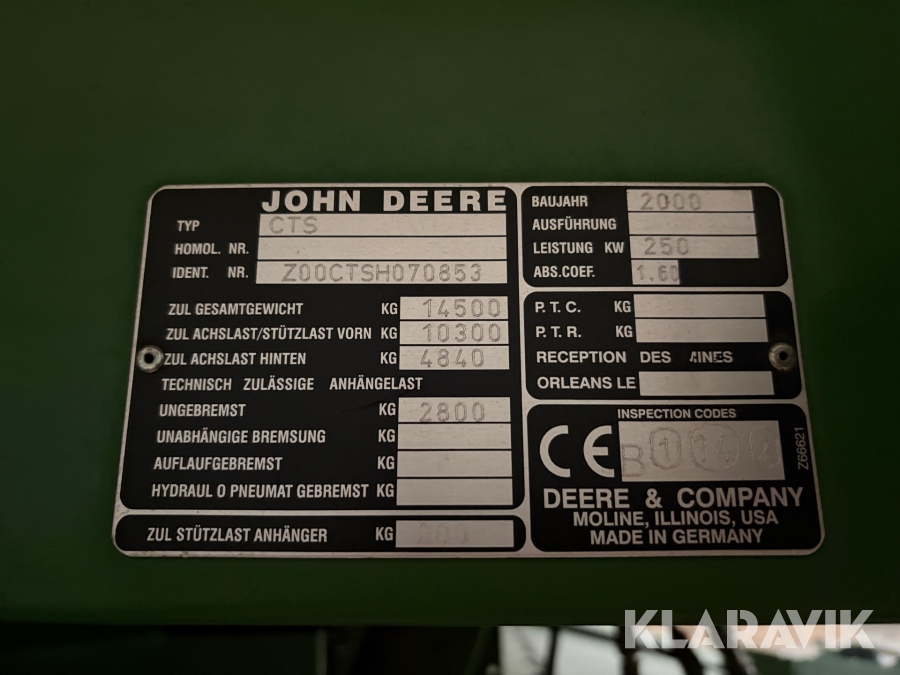 JOHN DEERE
TYP CTS
HOMOL. NR.
IDENT. NR. Z00CTSH070853
ZUL GESAMTGEWICHT KG 14500
ZUL ACHSLAST/STÜTZLAST VORN KG 10300
ZUL ACHSLAST HINTEN KG 4840
TECHNISCH ZULÄSSIGE ANHÄNGELAST
UNGEBREMST KG 2800
UNABHÄNGIGE BREMSUNG KG
AUFLAUFGEBREMST KG
HYDRAUL O PNEUMAT GEBREMST KG
ZUL STÜTZLAST ANHÄNGER KG 200
BAUJAHR 2000
AUSFÜHRUNG
LEISTUNG KW 250
ABS.COEF. 1.60
P. T. C. KG
P. T. R. KG
RECEPTION DES MINES
ORLEANS LE
INSPECTION CODES
CE
Z66621
DEERE & COMPANY
MOLINE, ILLINOIS, USA
MADE IN GERMANY
KLARAVIK